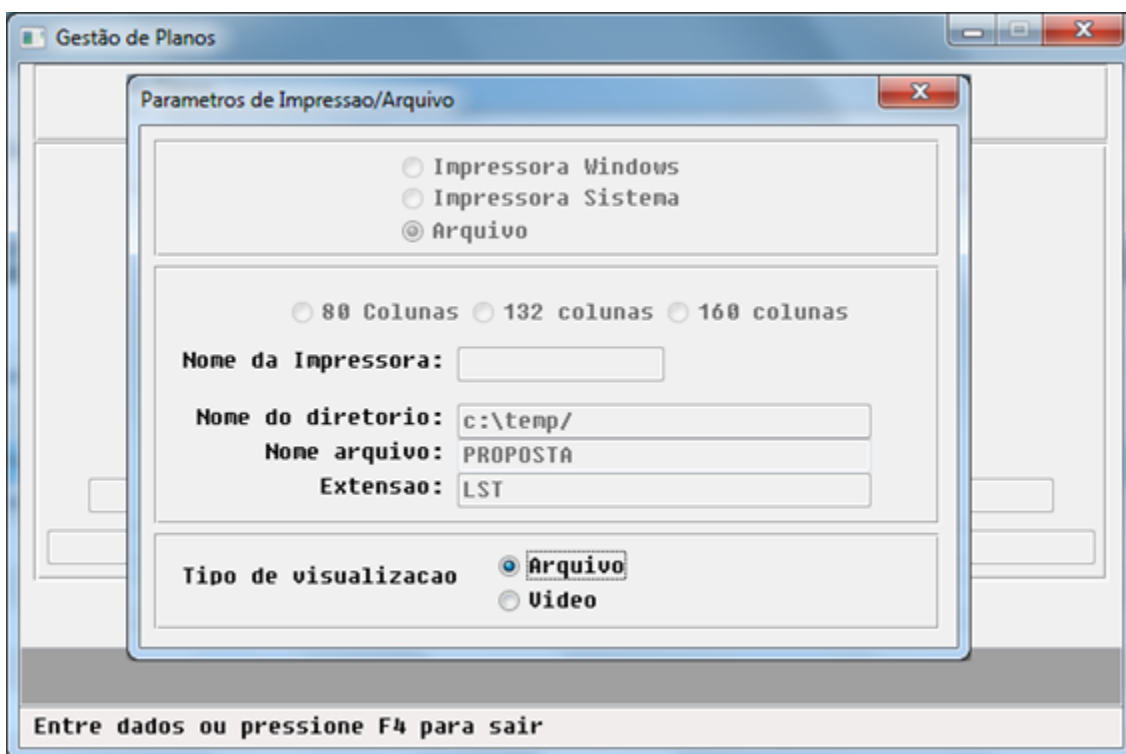 Gestão de Planos
Parametros de Impressao/Arquivo
Impressora Windows
Impressora Sistema
Arquivo
80 Colunas 132 colunas 160 colunas
Nome da Impressora:
Nome do diretorio: c:\temp/
Nome arquivo: PROPOSTA
Extensao: LST
Tipo de visualizacao Arquivo
Video
Entre dados ou pressione F4 para sair